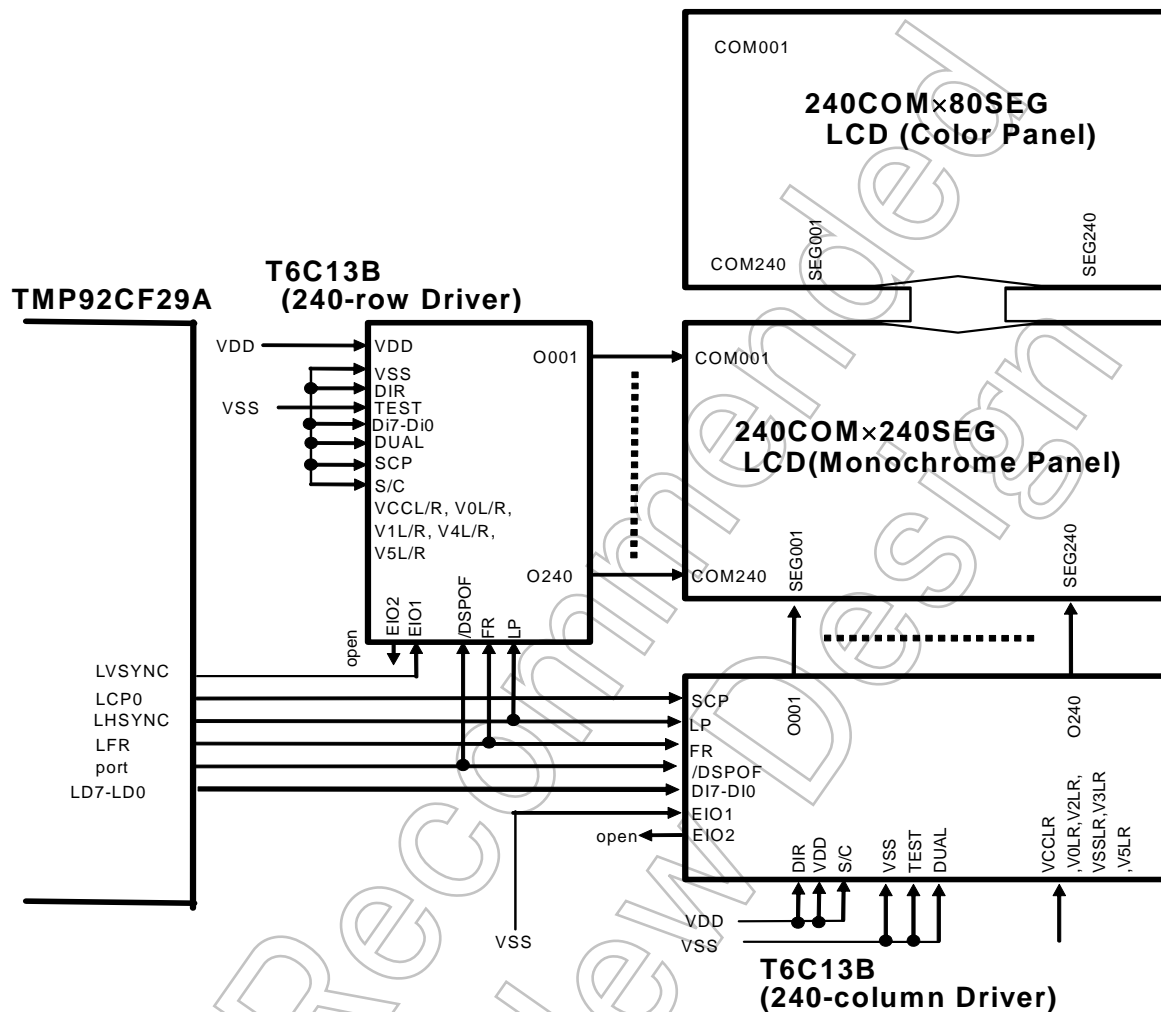 COM001
240COM×80SEG
LCD (Color Panel)
SEG001
SEG240
COM240
T6C13B
(240-row Driver)
TMP92CF29A
VDD
VDD
VSS
DIR
VSS
TEST
Di7-Di0
DUAL
SCP
S/C
VCCL/R, V0L/R,
V1L/R, V4L/R,
V5L/R
O001
O240
open
EIO2
EIO1
/DSPOF
FR
LP
COM001
240COM×240SEG
LCD(Monochrome Panel)
COM240
SEG001
SEG240
LVSYNC
LCP0
LHSYNC
LFR
port
LD7-LD0
SCP
LP
FR
/DSPOF
DI7-DI0
EIO1
EIO2
open
O001
O240
DIR
VDD
S/C
VSS
TEST
DUAL
VCCLR
,V0LR,V2LR,
VSSLR,V3LR
,V5LR
VDD
VSS
VSS
T6C13B
(240-column Driver)
Recommended
New Design